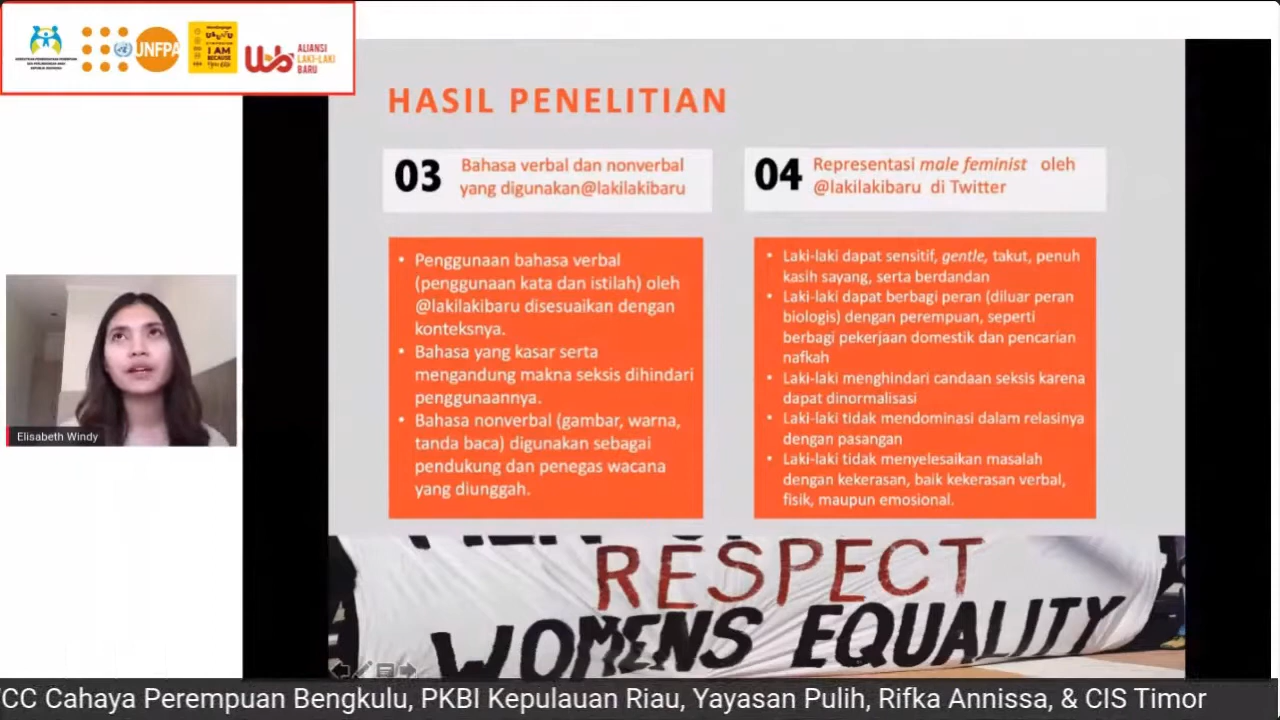 UNFPA
I AM
BECAUSE
ALIANSI
LAKI-LAKI
BARU
HASIL PENELITIAN
03 Bahasa verbal dan nonverbal
yang digunakan@lakilakibaru
• Penggunaan bahasa verbal
(penggunaan kata dan istilah) oleh
@lakilakibaru disesuaikan dengan
konteksnya.
• Bahasa yang kasar serta
mengandung makna seksis dihindari
penggunaannya.
• Bahasa nonverbal (gambar, warna,
tanda baca) digunakan sebagai
pendukung dan penegas wacana
yang diunggah.
04 Representasi male feminist oleh
@lakilakibaru di Twitter
• Laki-laki dapat sensitif, gentle, takut, penuh
kasih sayang, serta berdandan
• Laki-laki dapat berbagi peran (diluar peran
biologis) dengan perempuan, seperti
berbagi pekerjaan domestik dan pencarian
nafkah
• Laki-laki menghindari candaan seksis karena
dapat dinormalisasi
• Laki-laki tidak mendominasi dalam relasinya
dengan pasangan
• Laki-laki tidak menyelesaikan masalah
dengan kekerasan, baik kekerasan verbal,
fisik, maupun emosional.
RESPECT
WOMENS EQUALITY
Elisabeth Windy
CC Cahaya Perempuan Bengkulu, PKBI Kepulauan Riau, Yayasan Pulih, Rifka Annissa, & CIS Timor